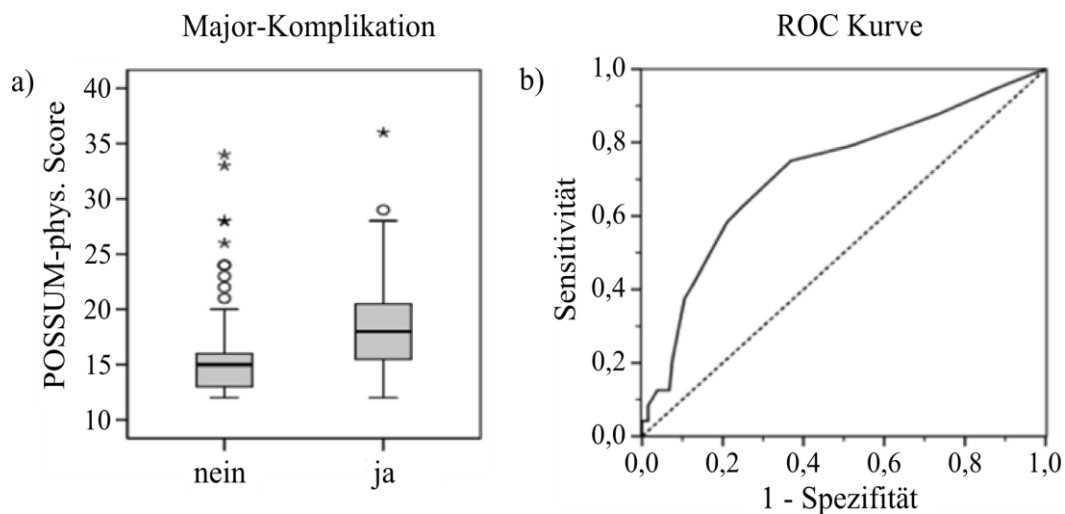 Major-Komplikation
a)
POSSUM-phys. Score
40
35
30
25
20
15
10
nein ja
ROC Kurve
b)
Sensitivität
1,0
0,8
0,6
0,4
0,2
0,0
0,0 0,2 0,4 0,6 0,8 1,0
1 - Spezifität